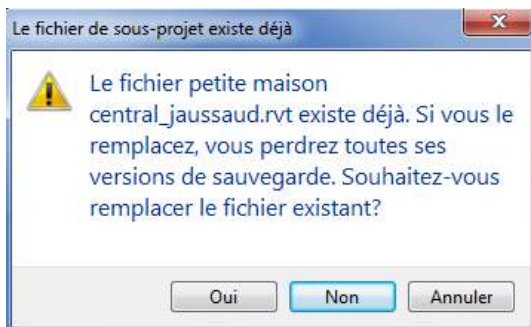 Le fichier de sous-projet existe déjà
x
Le fichier petite maison
central_jaussaud.rvt existe déjà. Si vous le
remplacez, vous perdrez toutes ses
versions de sauvegarde. Souhaitez-vous
remplacer le fichier existant?
Oui Non Annuler